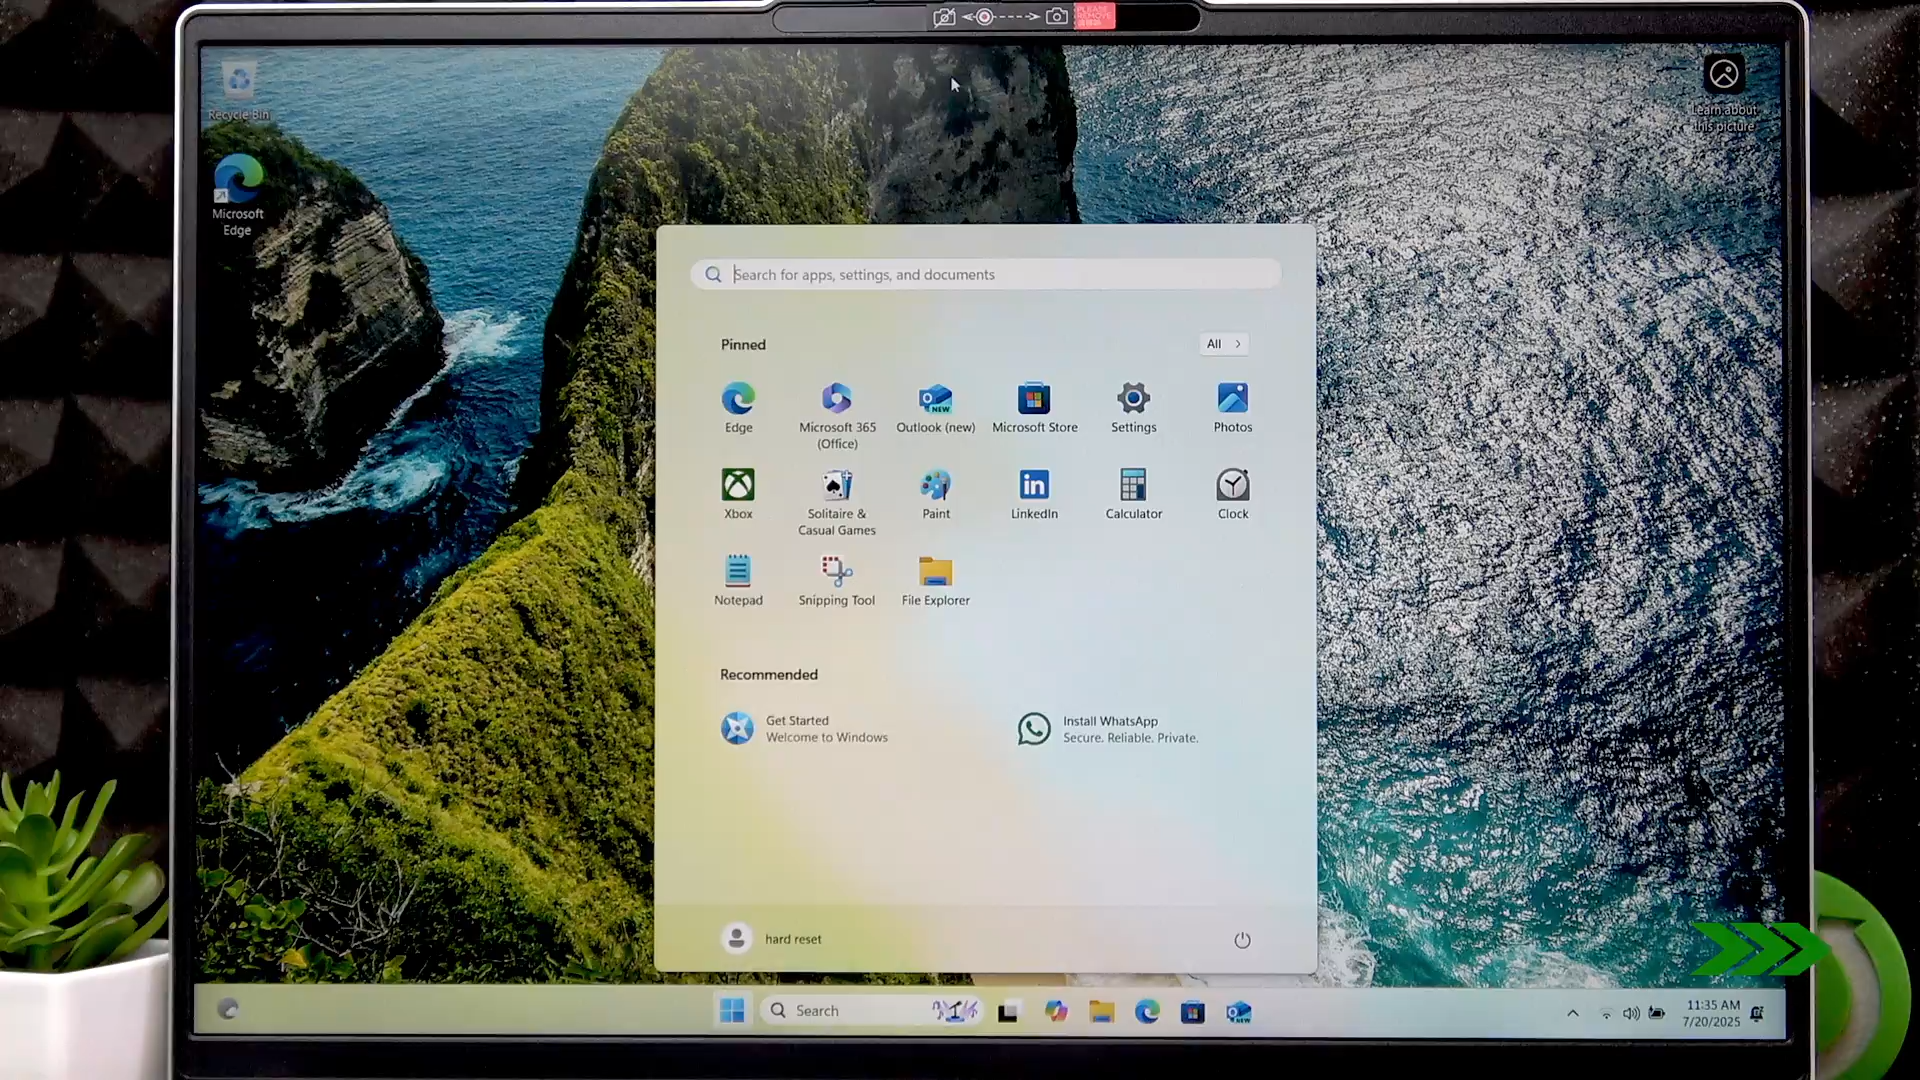 PLEASE
REMOVE
Recycle Bin
Microsoft
Edge
Learn about
this picture
Search for apps, settings, and documents
Pinned
All
Edge
Microsoft 365
(Office)
Outlook (new)
Microsoft Store
Settings
Photos
Xbox
Solitaire &
Casual Games
Paint
LinkedIn
Calculator
Clock
Notepad
Snipping Tool
File Explorer
Recommended
Get Started
Welcome to Windows
Install WhatsApp
Secure. Reliable. Private.
hard reset
Search
NEW
11:35 AM
7/20/2025